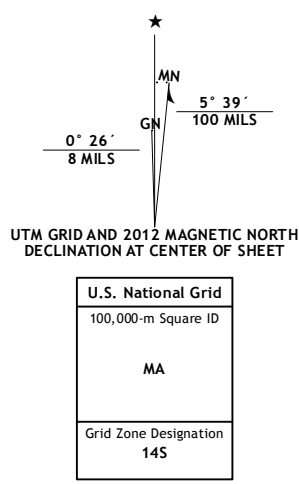 ★
MN
5° 39´
100 MILS
GN
0° 26´
8 MILS
UTM GRID AND 2012 MAGNETIC NORTH
DECLINATION AT CENTER OF SHEET
U.S. National Grid
100,000-m Square ID
MA
Grid Zone Designation
14S